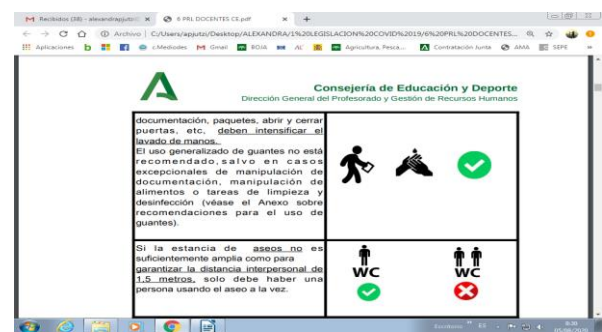 Recibidos (28) - alexandrapjutzi
6 PRL DOCENTES CE.pdf
Archivo | C:/Users/apjutzi/Desktop/ALEXANDRA/1%20LEGISLACION%20COVID%2019/6%20PRL%20DOCENTES...
Aplicaciones
Gmail
BOJA
Agricultura, Pesca...
Contratación Junta
AMA
SEPE
Consejería de Educación y Deporte
Dirección General del Profesorado y Gestión de Recursos Humanos
documentación, paquetes, abrir y cerrar
puertas, etc, deben intensificar el
lavado de manos.
El uso generalizado de guantes no está
recomendado, salvo en casos
excepcionales de manipulación de
documentación, manipulación de
alimentos o tareas de limpieza y
desinfección (véase el Anexo sobre
recomendaciones para el uso de
guantes).
Si la estancia de aseos no es
suficientemente amplia como para
garantizar la distancia interpersonal de
1,5 metros, solo debe haber una
persona usando el aseo a la vez.
WC
WC
Escritorio
ES